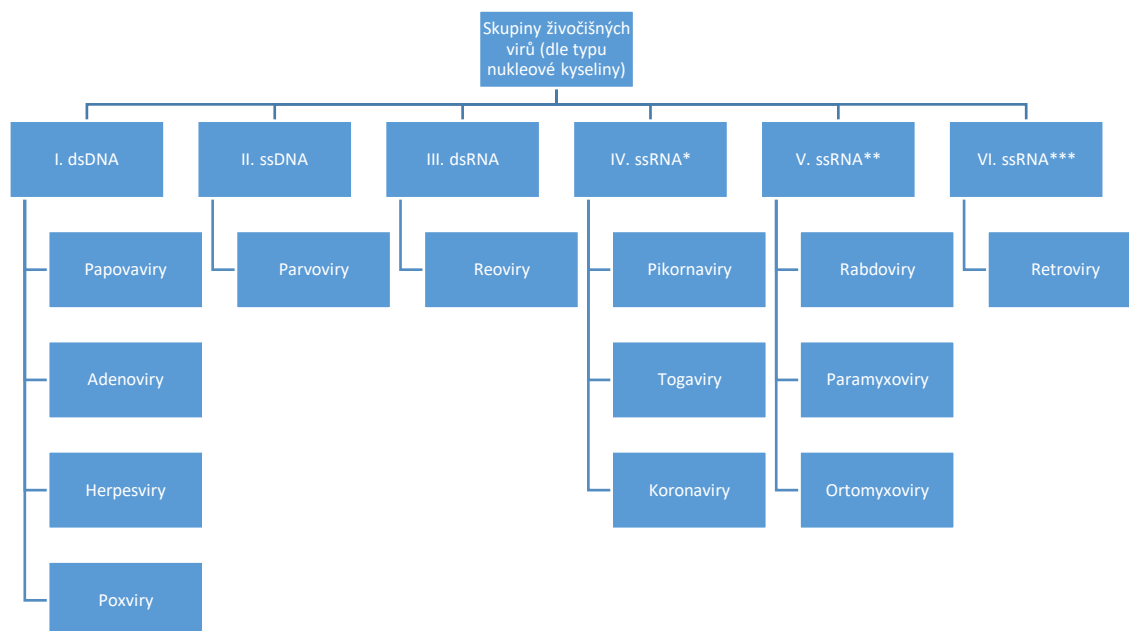 Skupiny živočišných
virů (dle typu
nukleové kyseliny)
I. dsDNA
II. ssDNA
III. dsRNA
IV. ssRNA*
V. ssRNA**
VI. ssRNA***
Papovaviry
Parvoviry
Reoviry
Pikornaviry
Rabdoviry
Retroviry
Adenoviry
Togaviry
Paramyxoviry
Herpesviry
Koronaviry
Ortomyxoviry
Poxviry